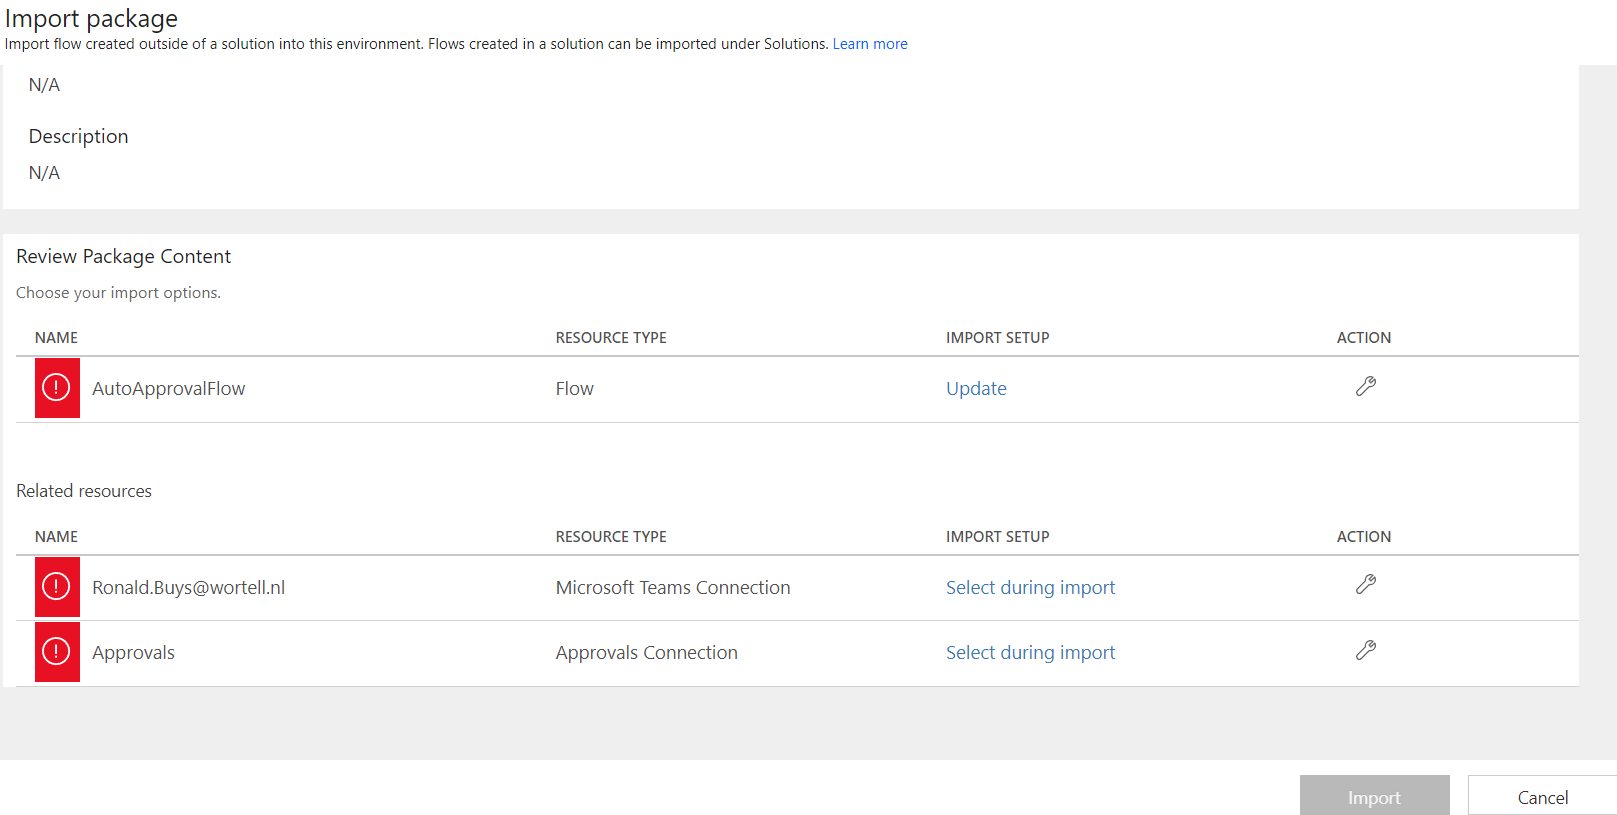 Import package
Import flow created outside of a solution into this environment. Flows created in a solution can be imported under Solutions. Learn more
N/A
Description
N/A
Review Package Content
Choose your import options.
NAME RESOURCE TYPE IMPORT SETUP ACTION
AutoApprovalFlow Flow Update
Related resources
NAME RESOURCE TYPE IMPORT SETUP ACTION
Ronald.Buys@wortell.nl Microsoft Teams Connection Select during import
Approvals Approvals Connection Select during import
Import Cancel